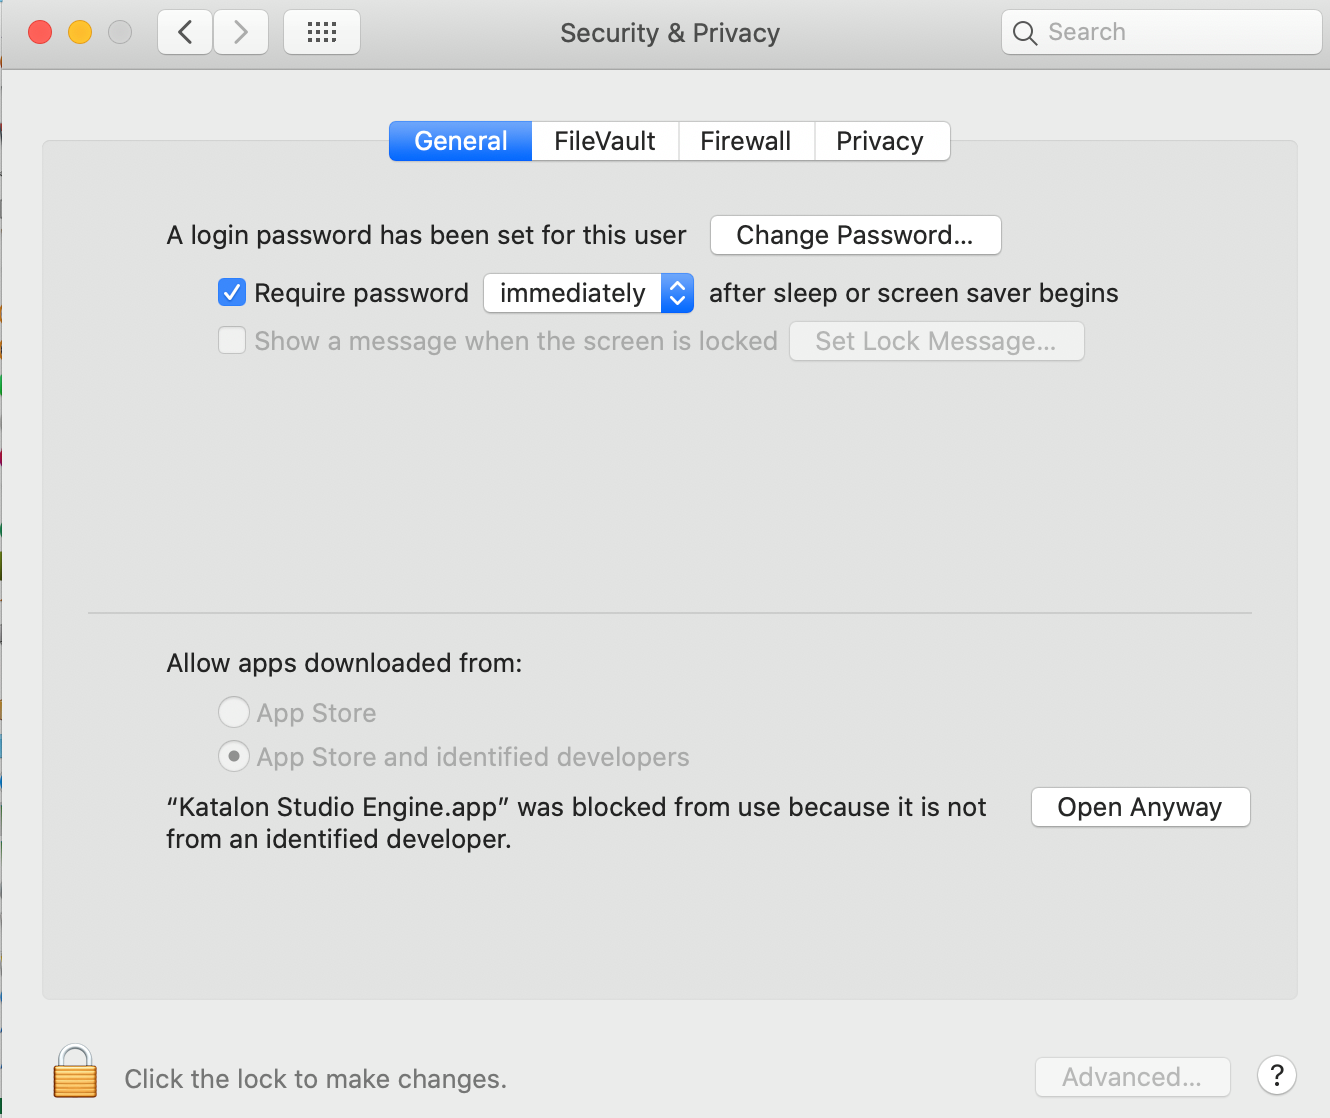 Security & Privacy
Search
General
FileVault
Firewall
Privacy
A login password has been set for this user
Change Password...
Require password
immediately
after sleep or screen saver begins
Show a message when the screen is locked
Set Lock Message...
Allow apps downloaded from:
App Store
App Store and identified developers
“Katalon Studio Engine.app” was blocked from use because it is not
from an identified developer.
Open Anyway
Click the lock to make changes.
Advanced...
?